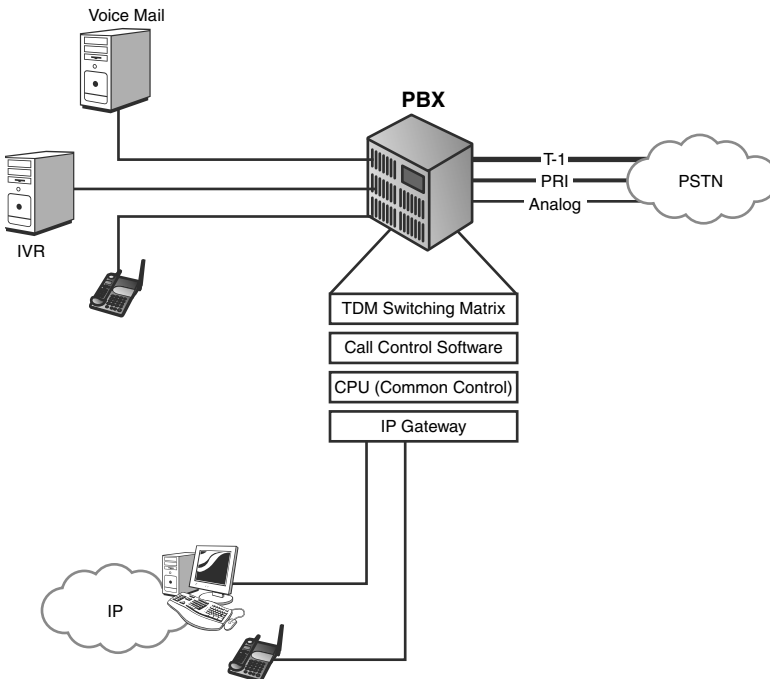 Voice Mail
PBX
T-1
PRI
Analog
PSTN
IVR
TDM Switching Matrix
Call Control Software
CPU (Common Control)
IP Gateway
IP